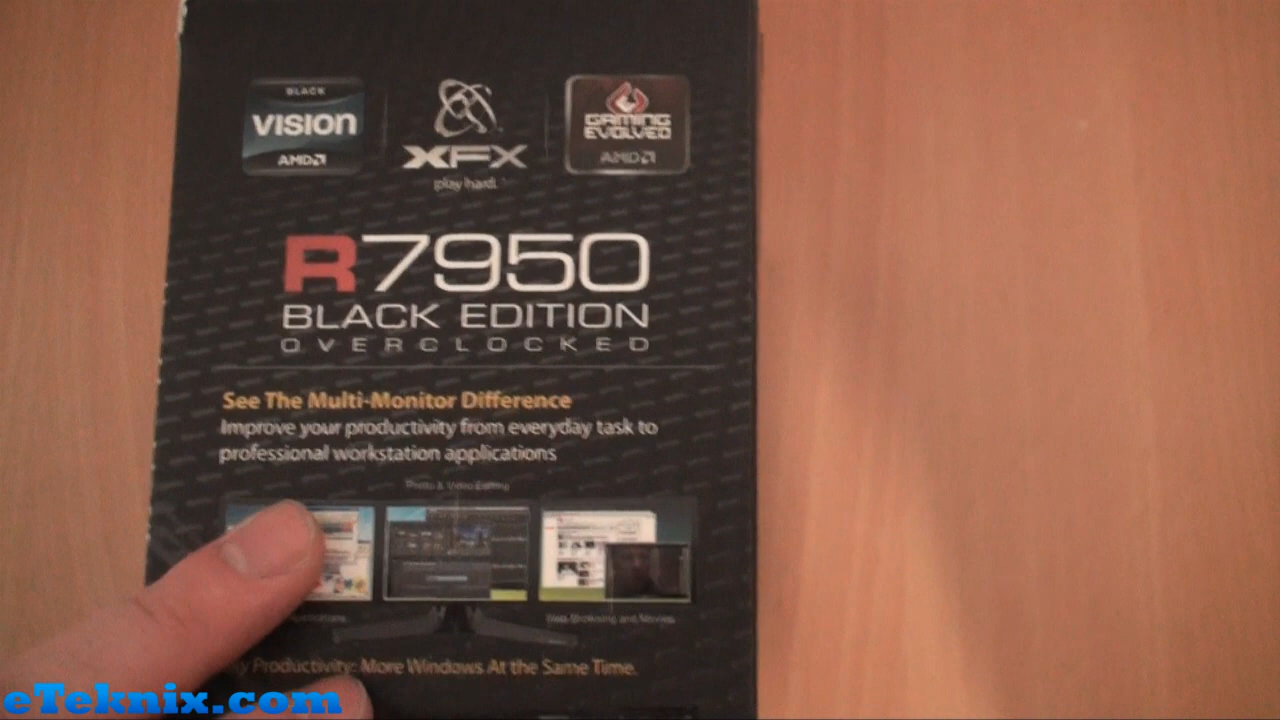 BLACK
VISION
AMD
XFX
play hard.
GAMING
EVOLVED
AMD
R7950
BLACK EDITION
OVERCLOCKED
See The Multi-Monitor Difference
Improve your productivity from everyday task to
professional workstation applications
Photo & Video Editing
Web Browsing and Movies
Productivity: More Windows At the Same Time.
eTeknix.com